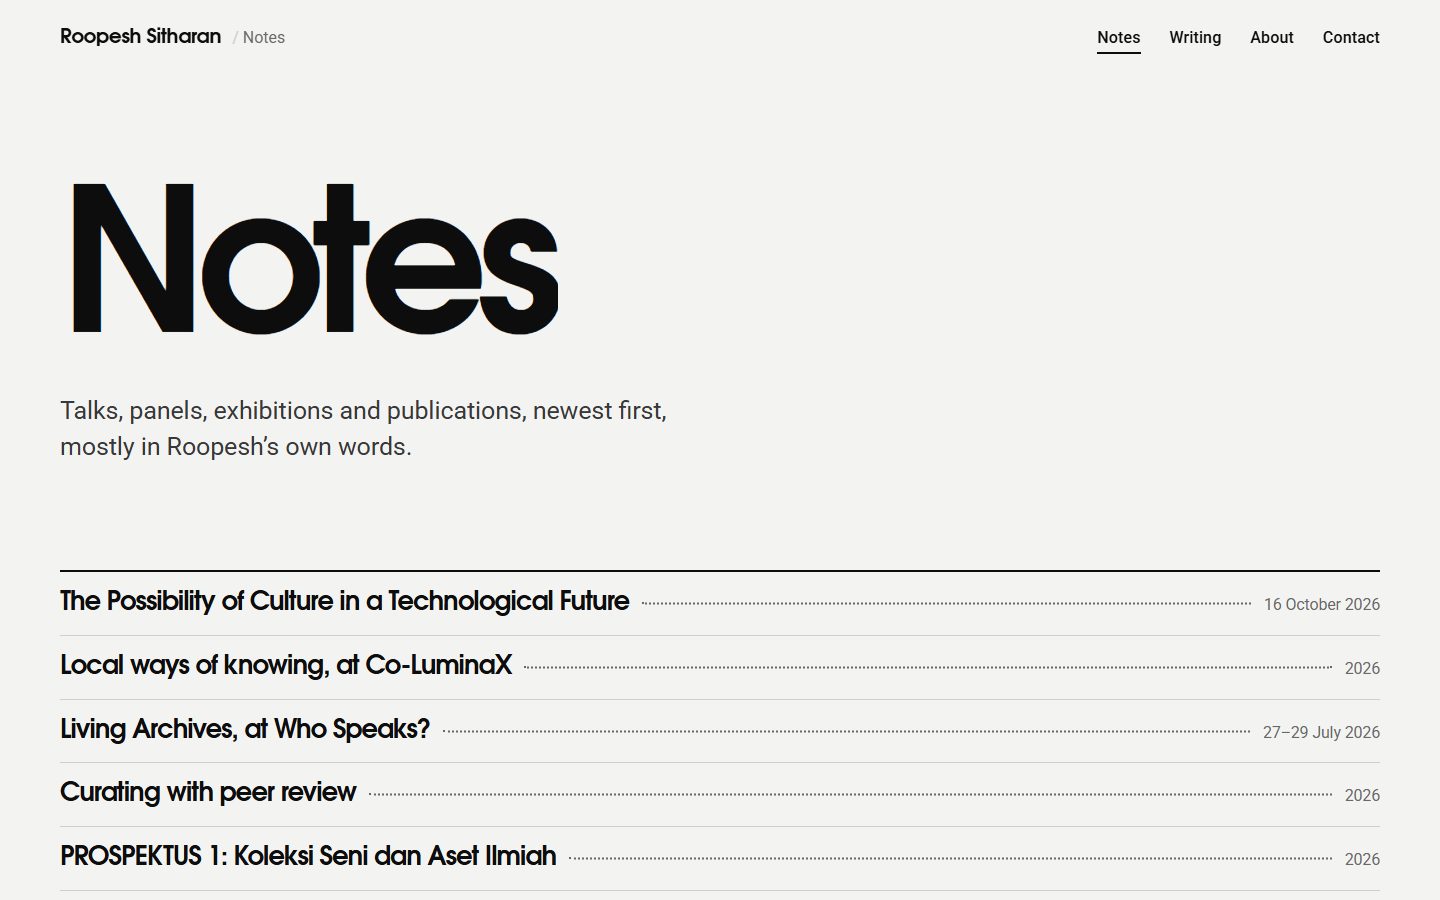 Roopesh Sitharan / Notes
Notes Writing About Contact
Notes
Talks, panels, exhibitions and publications, newest first,
mostly in Roopesh’s own words.
The Possibility of Culture in a Technological Future 16 October 2026
Local ways of knowing, at Co-LuminaX 2026
Living Archives, at Who Speaks? 27–29 July 2026
Curating with peer review 2026
PROSPEKTUS 1: Koleksi Seni dan Aset Ilmiah 2026